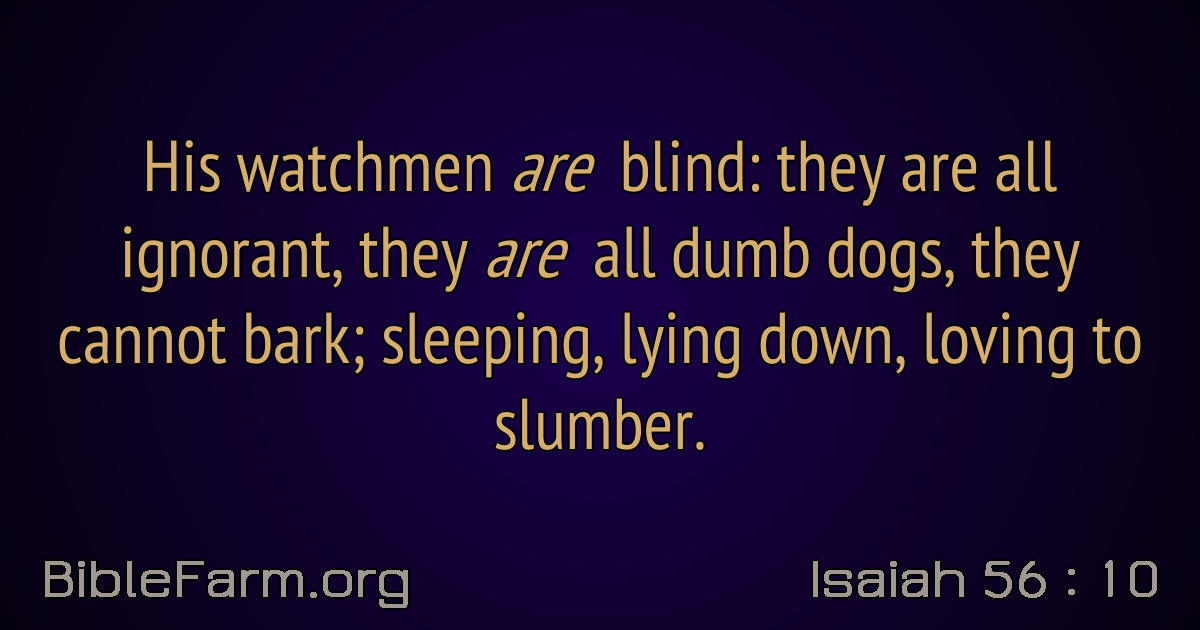 His watchmen are blind: they are all
ignorant, they are all dumb dogs, they
cannot bark; sleeping, lying down, loving to
slumber.
BibleFarm.org
Isaiah 56 : 10